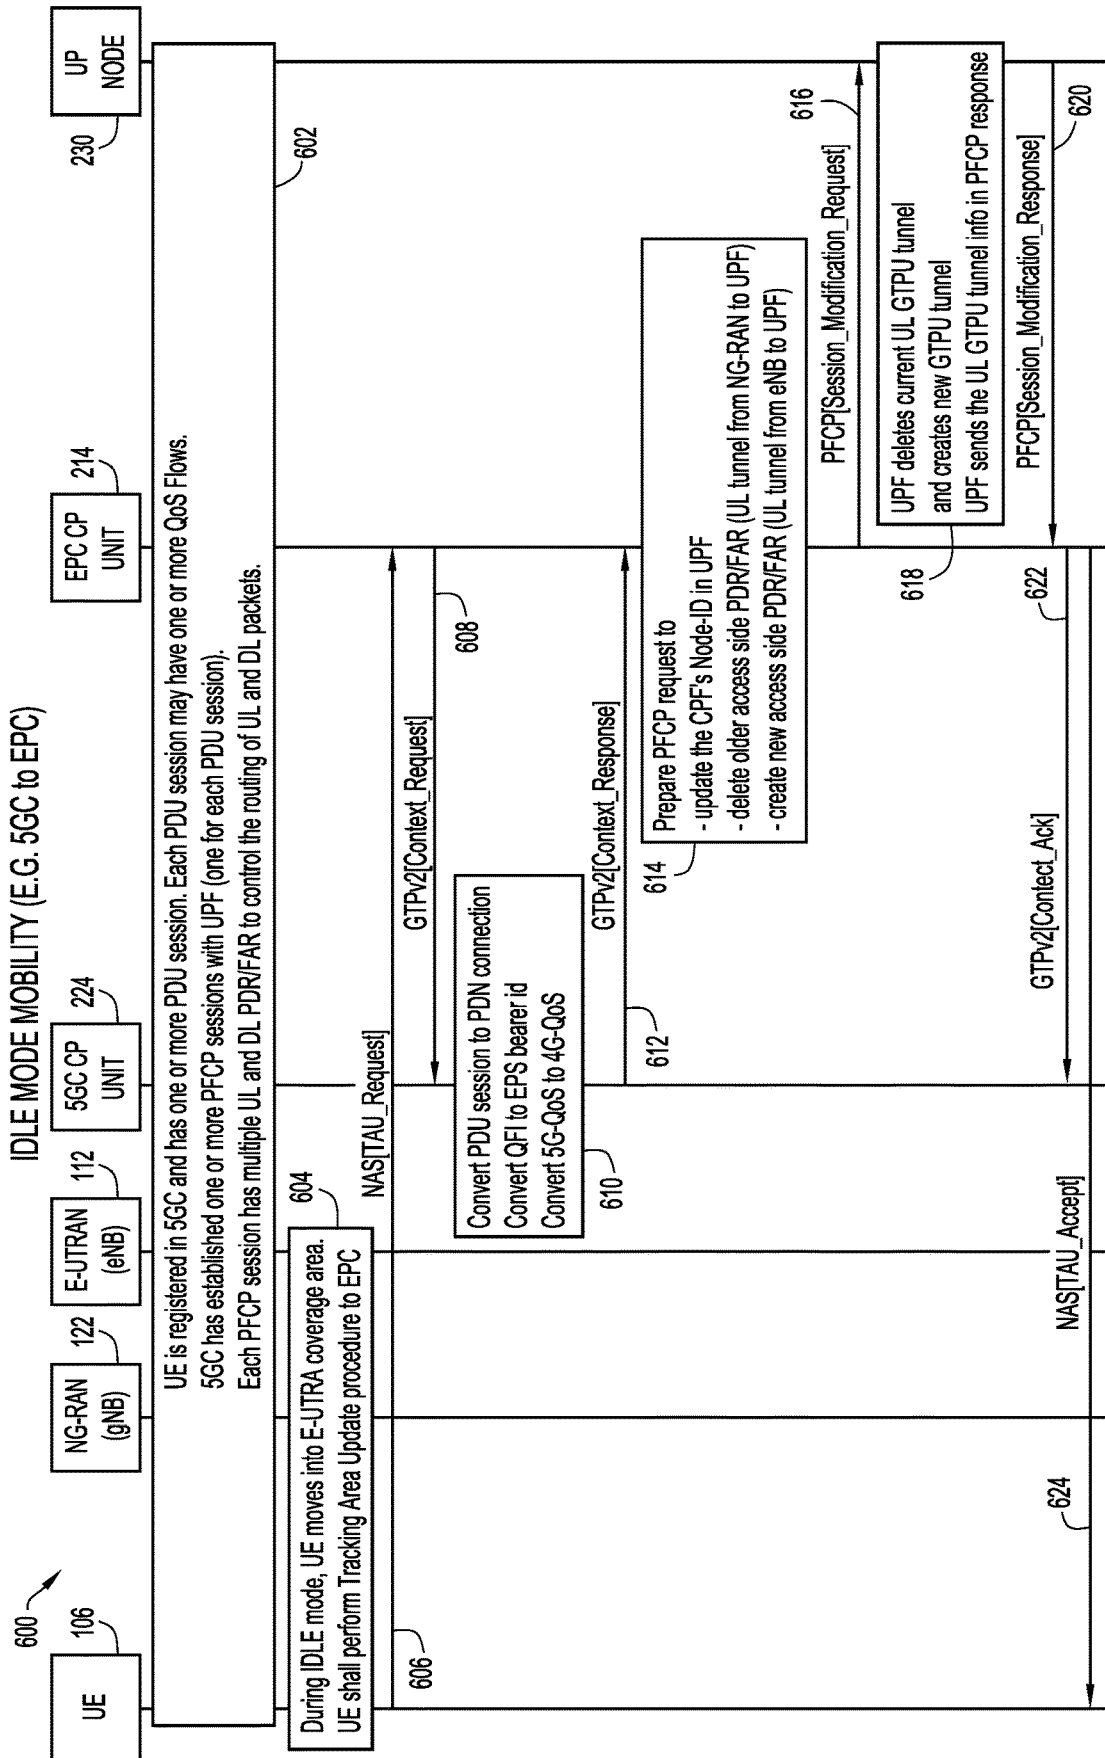 IDLE MODE MOBILITY (E.G. 5GC to EPC)
600
UE
106
NG-RAN
(gNB)
122
E-UTRAN
(eNB)
112
5GC CP
UNIT
224
EPC CP
UNIT
214
UP
NODE
230
UE is registered in 5GC and has one or more PDU session. Each PDU session may have one or more QoS Flows.
5GC has established one or more PFCP sessions with UPF (one for each PDU session).
Each PFCP session has multiple UL and DL PDR/FAR to control the routing of UL and DL packets.
602
During IDLE mode, UE moves into E-UTRA coverage area.
UE shall perform Tracking Area Update procedure to EPC
604
NAS[TAU_Request]
606
GTPv2[Context_Request]
608
Convert PDU session to PDN connection
Convert QFI to EPS bearer id
Convert 5G-QoS to 4G-QoS
610
GTPv2[Context_Response]
612
Prepare PFCP request to
- update the CPF's Node-ID in UPF
- delete older access side PDR/FAR (UL tunnel from NG-RAN to UPF)
- create new access side PDR/FAR (UL tunnel from eNB to UPF)
614
PFCP[Session_Modification_Request]
616
UPF deletes current UL GTPU tunnel
and creates new GTPU tunnel
UPF sends the UL GTPU tunnel info in PFCP response
618
PFCP[Session_Modification_Response]
620
GTPv2[Contect_Ack]
622
NAS[TAU_Accept]
624